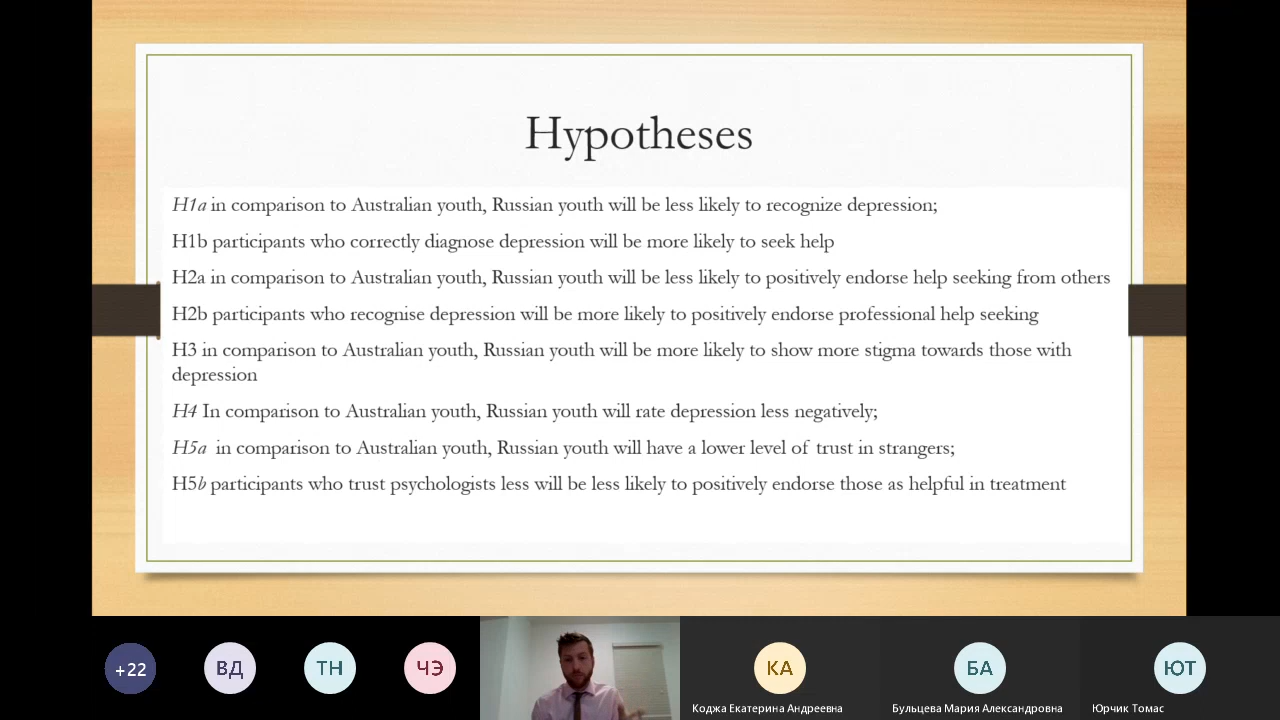 Hypotheses
H1a in comparison to Australian youth, Russian youth will be less likely to recognize depression;
H1b participants who correctly diagnose depression will be more likely to seek help
H2a in comparison to Australian youth, Russian youth will be less likely to positively endorse help seeking from others
H2b participants who recognise depression will be more likely to positively endorse professional help seeking
H3 in comparison to Australian youth, Russian youth will be more likely to show more stigma towards those with
depression
H4 In comparison to Australian youth, Russian youth will rate depression less negatively;
H5a in comparison to Australian youth, Russian youth will have a lower level of trust in strangers;
H5b participants who trust psychologists less will be less likely to positively endorse those as helpful in treatment
+22
ВД
ТН
ЧЭ
КА
БА
ЮТ
Коджа Екатерина Андреевна
Бульцева Мария Александровна
Юрчик Томас